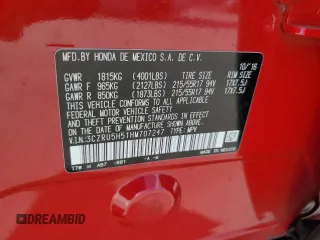 MFD.BY HONDA DE MEXICO S.A. DE C.V. 10/'16
GVWR 1815KG (4001LBS) TIRE SIZE RIM SIZE
GAWR F 965KG (2127LBS) 215/55R17 94V 17X7.5J
GAWR R 850KG (1873LBS) 215/55R17 94V 17X7.5J
THIS VEHICLE CONFORMS TO ALL APPLICABLE
FEDERAL MOTOR VEHICLE SAFETY AND THEFT
PREVENTION STANDARDS IN EFFECT ON THE DATE
OF MANUFACTURE SHOWN ABOVE.
V.I.N: 3CZRU5H51HM707247 TYPE: MPV
DREAMBID